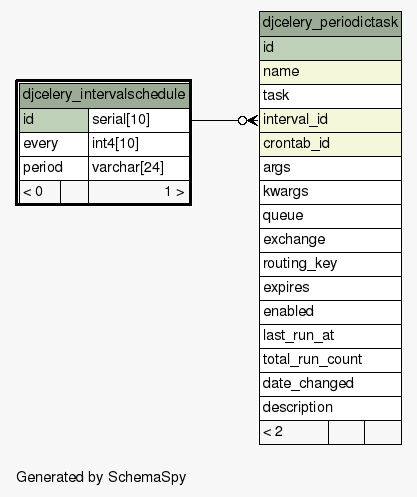 djcelery_intervalschedule
id serial[10]
every int4[10]
period varchar[24]
< 0 1 >
djcelery_periodictask
id
name
task
interval_id
crontab_id
args
kwargs
queue
exchange
routing_key
expires
enabled
last_run_at
total_run_count
date_changed
description
< 2
Generated by SchemaSpy